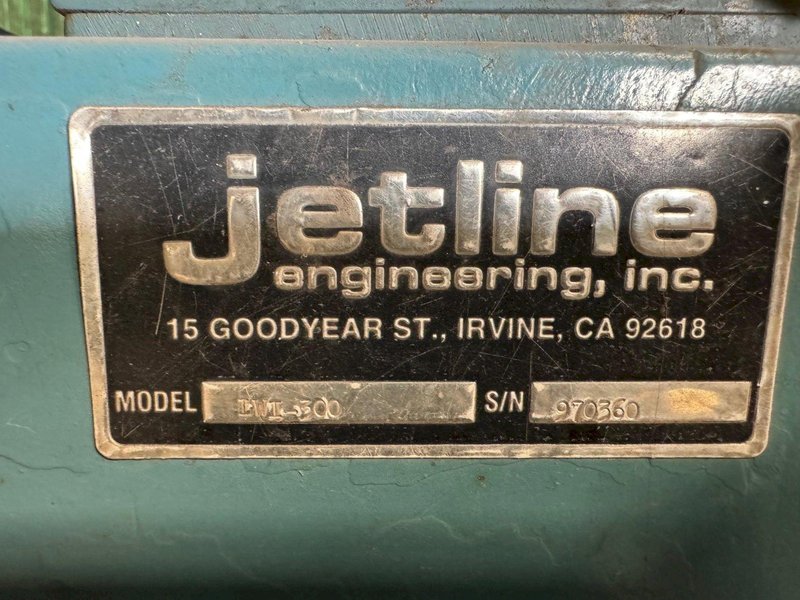 jetline
engineering, inc.
15 GOODYEAR ST., IRVINE, CA 92618
MODEL
S/N 970360